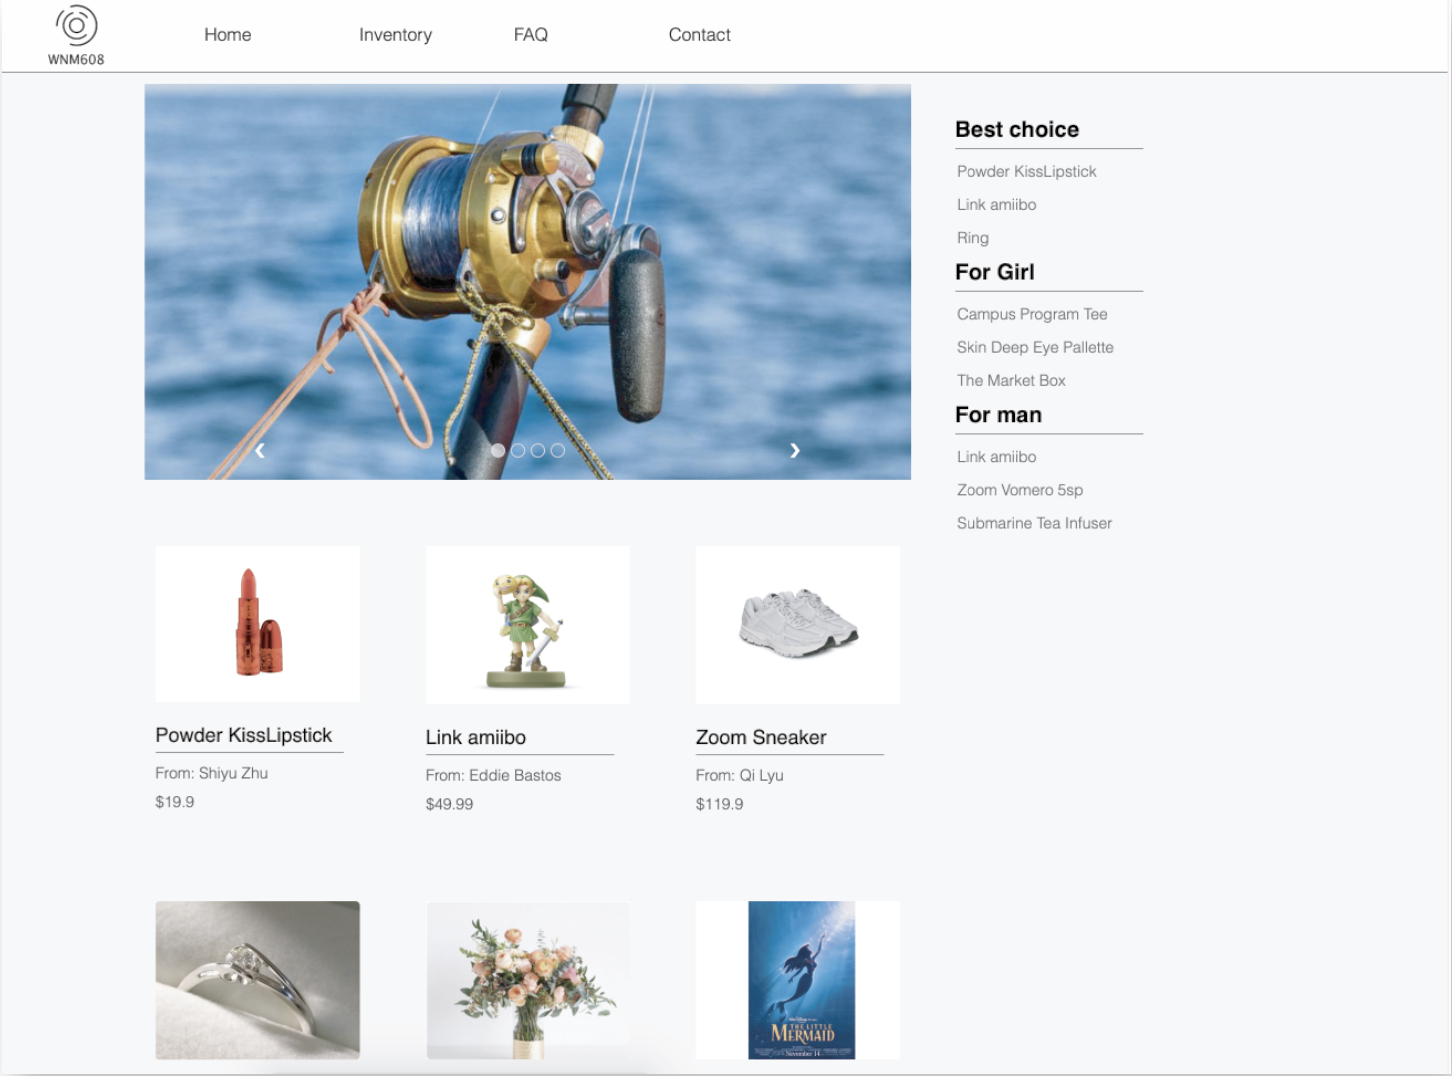 WNM608
Home
Inventory
FAQ
Contact
Best choice
Powder KissLipstick
Link amiibo
Ring
For Girl
Campus Program Tee
Skin Deep Eye Pallette
The Market Box
For man
Link amiibo
Zoom Vomero 5sp
Submarine Tea Infuser
Powder KissLipstick
From: Shiyu Zhu
$19.9
Link amiibo
From: Eddie Bastos
$49.99
Zoom Sneaker
From: Qi Lyu
$119.9
THE LITTLE
MERMAID
November 14